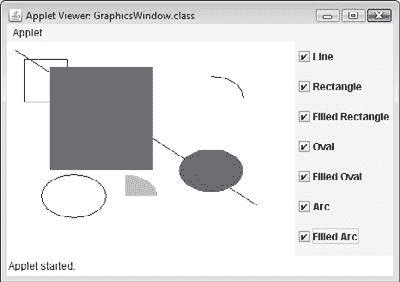 Applet Viewer: GraphicsWindow.class
Applet
Line
Rectangle
Filled Rectangle
Oval
Filled Oval
Arc
Filled Arc
Applet started.